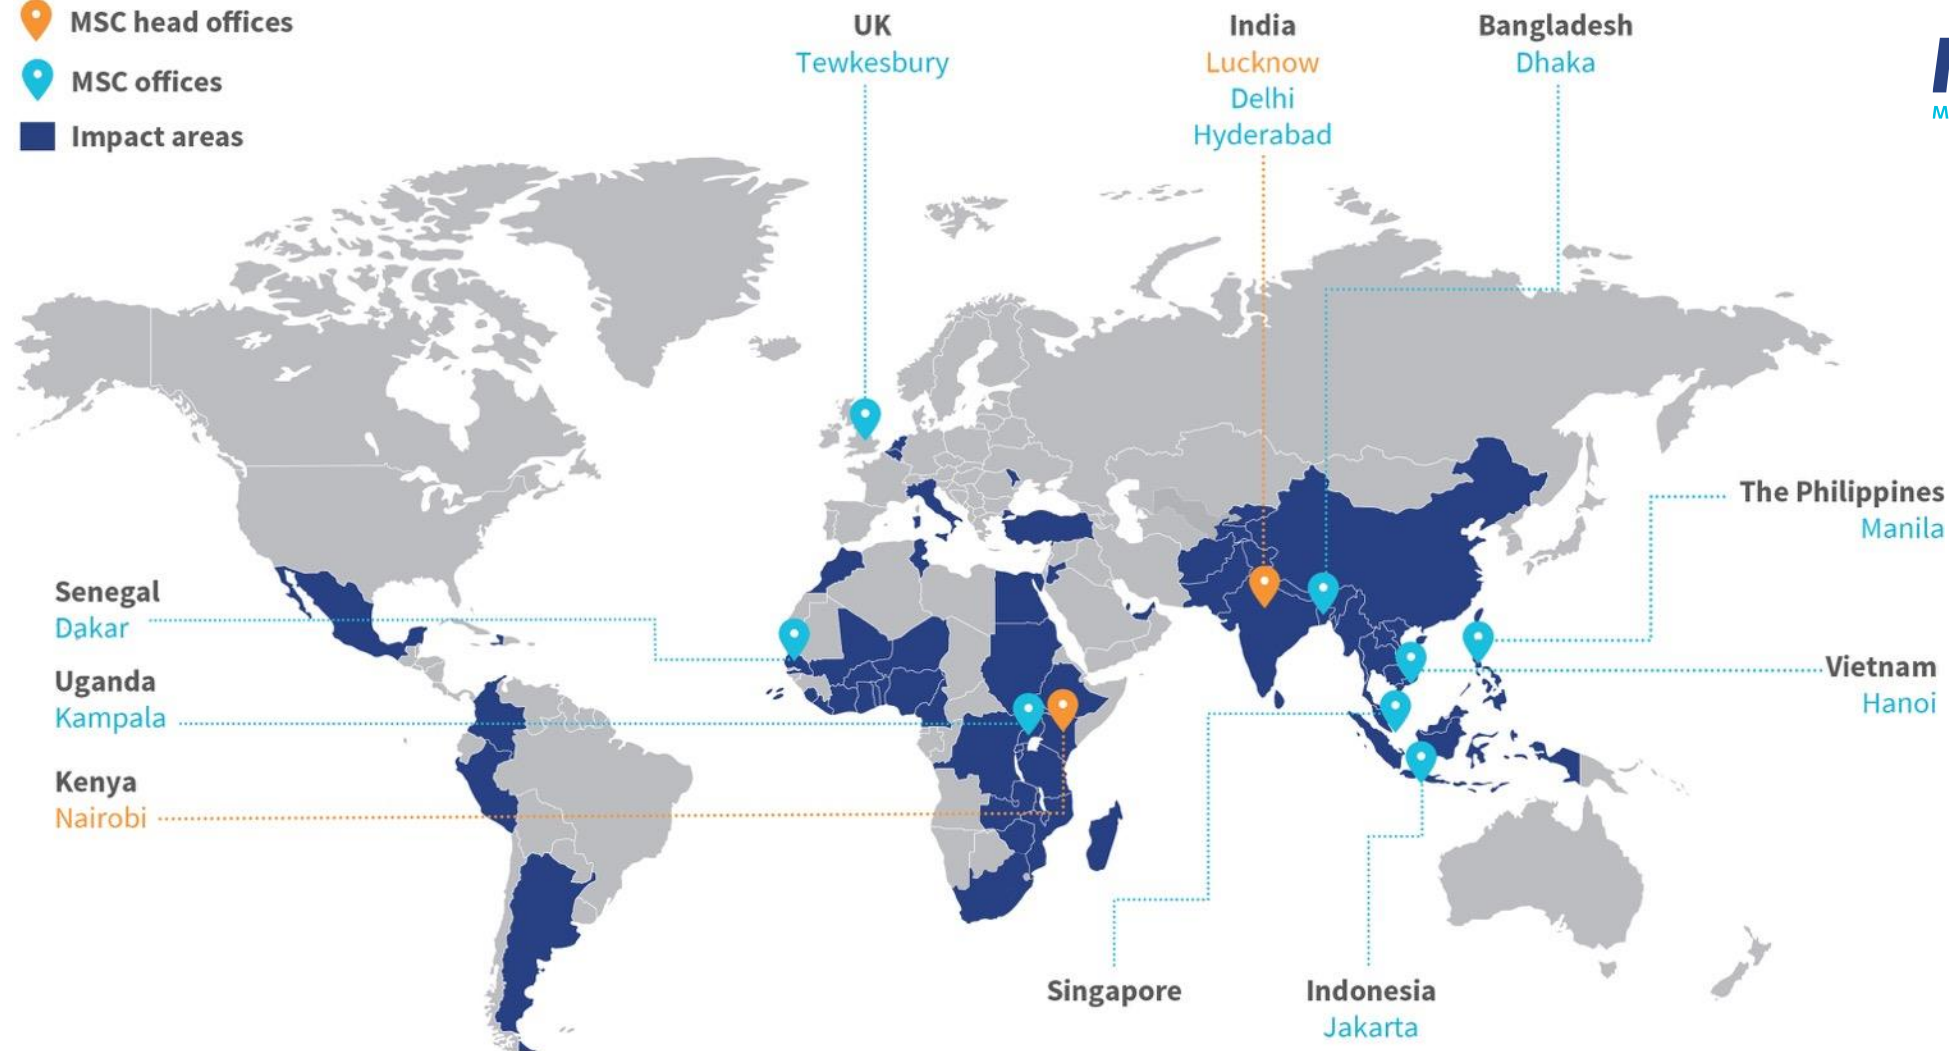 MSC head offices
MSC offices
Impact areas
UK
Tewkesbury
India
Lucknow
Delhi
Hyderabad
Bangladesh
Dhaka
The Philippines
Manila
Vietnam
Hanoi
Senegal
Dakar
Uganda
Kampala
Kenya
Nairobi
Singapore
Indonesia
Jakarta